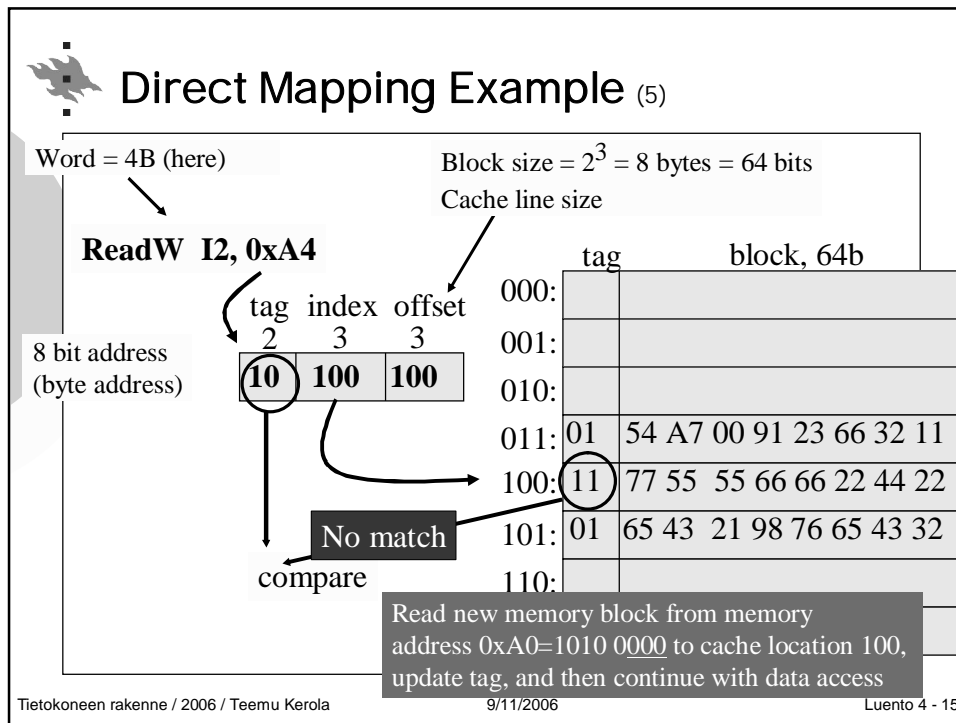 Direct Mapping Example (5)
Word = 4B (here)
Block size = 2^3 = 8 bytes = 64 bits
Cache line size
ReadW I2, 0xA4
tag index offset
2 3 3
8 bit address
(byte address)
10 100 100
tag block, 64b
000:
001:
010:
011: 01 54 A7 00 91 23 66 32 11
100: 11 77 55 55 66 66 22 44 22
101: 01 65 43 21 98 76 65 43 32
110:
No match
compare
Read new memory block from memory
address 0xA0=1010 0000 to cache location 100,
update tag, and then continue with data access
Tietokoneen rakenne / 2006 / Teemu Kerola 9/11/2006 Luento 4 - 15